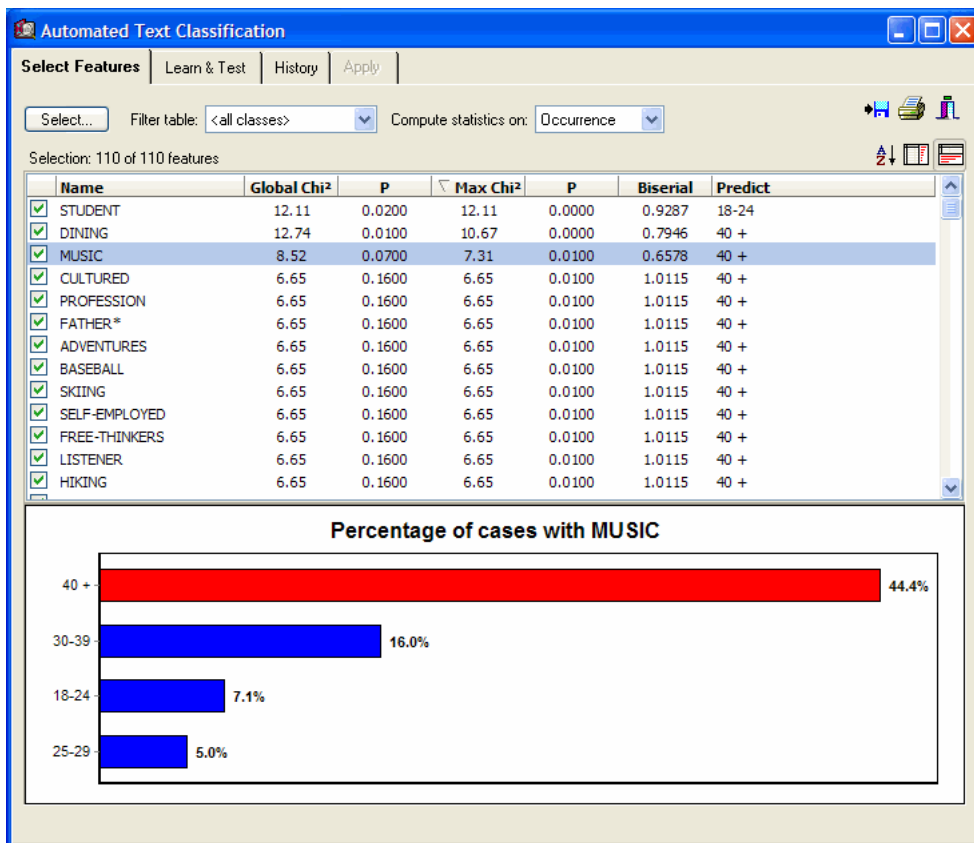 Automated Text Classification
Select Features Learn & Test History Apply
Select... Filter table: <all classes> Compute statistics on: Occurrence
Selection: 110 of 110 features
Name Global Chi² P Max Chi² P Biserial Predict
STUDENT 12.11 0.0200 12.11 0.0000 0.9287 18-24
DINING 12.74 0.0100 10.67 0.0000 0.7946 40 +
MUSIC 8.52 0.0700 7.31 0.0100 0.6578 40 +
CULTURED 6.65 0.1600 6.65 0.0100 1.0115 40 +
PROFESSION 6.65 0.1600 6.65 0.0100 1.0115 40 +
FATHER* 6.65 0.1600 6.65 0.0100 1.0115 40 +
ADVENTURES 6.65 0.1600 6.65 0.0100 1.0115 40 +
BASEBALL 6.65 0.1600 6.65 0.0100 1.0115 40 +
SKIING 6.65 0.1600 6.65 0.0100 1.0115 40 +
SELF-EMPLOYED 6.65 0.1600 6.65 0.0100 1.0115 40 +
FREE-THINKERS 6.65 0.1600 6.65 0.0100 1.0115 40 +
LISTENER 6.65 0.1600 6.65 0.0100 1.0115 40 +
HIKING 6.65 0.1600 6.65 0.0100 1.0115 40 +
Percentage of cases with MUSIC
40 + 44.4%
30-39 16.0%
18-24 7.1%
25-29 5.0%